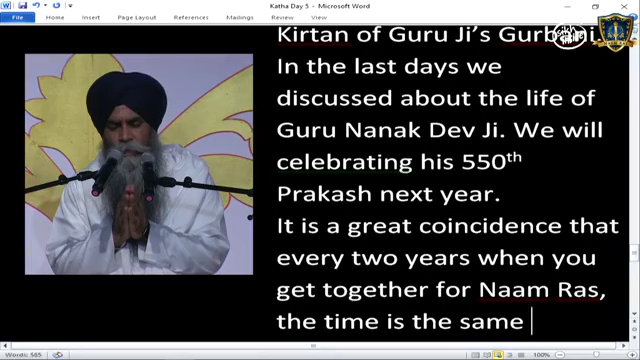 Katha Day 5 - Microsoft Word
File Home Insert Page Layout References Mailings Review View
Kirtan of Guru Ji's Gurbani.
In the last days we
discussed about the life of
Guru Nanak Dev Ji. We will
celebrating his 550th
Prakash next year.
It is a great coincidence that
every two years when you
get together for Naam Ras,
the time is the same
Words: 565
100%